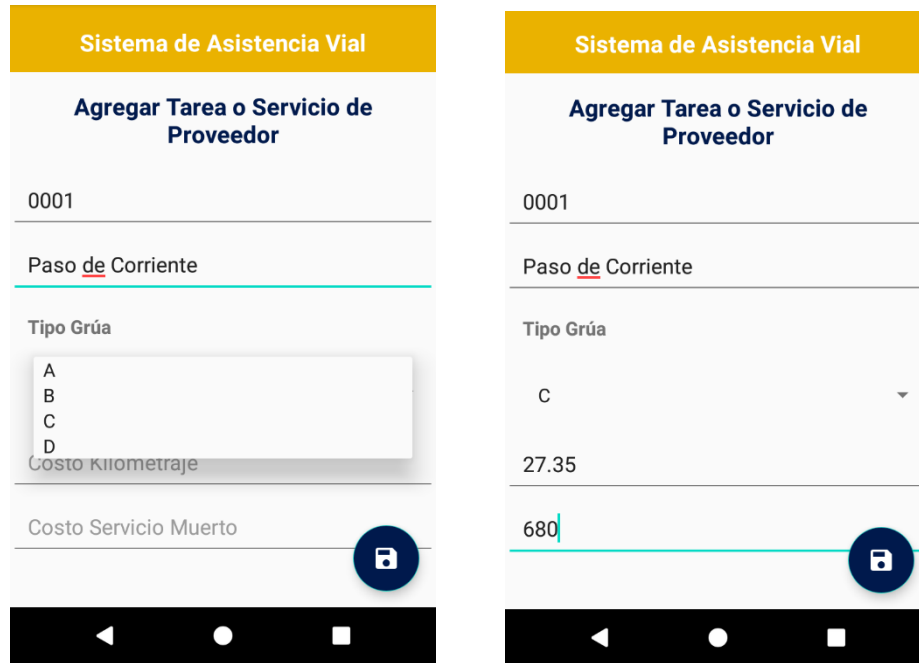 Sistema de Asistencia Vial
Agregar Tarea o Servicio de
Proveedor
0001
Paso de Corriente
Tipo Grúa
A
B
C
D
Costo Kilometraje
Costo Servicio Muerto
Sistema de Asistencia Vial
Agregar Tarea o Servicio de
Proveedor
0001
Paso de Corriente
Tipo Grúa
C
27.35
680